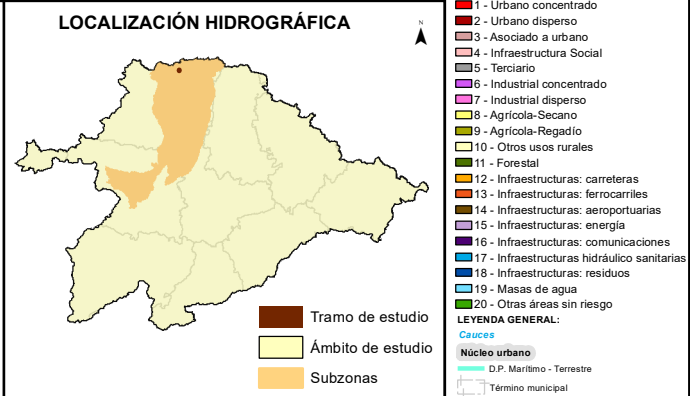 LOCALIZACIÓN HIDROGRÁFICA
N
Tramo de estudio
Ámbito de estudio
Subzonas
1 - Urbano concentrado
2 - Urbano disperso
3 - Asociado a urbano
4 - Infraestructura Social
5 - Terciario
6 - Industrial concentrado
7 - Industrial disperso
8 - Agrícola-Secano
9 - Agrícola-Regadío
10 - Otros usos rurales
11 - Forestal
12 - Infraestructuras: carreteras
13 - Infraestructuras: ferrocarriles
14 - Infraestructuras: aeroportuarias
15 - Infraestructuras: energía
16 - Infraestructuras: comunicaciones
17 - Infraestructuras hidráulico sanitarias
18 - Infraestructuras: residuos
19 - Masas de agua
20 - Otras áreas sin riesgo
LEYENDA GENERAL:
Cauces
Núcleo urbano
D.P. Marítimo - Terrestre
Término municipal